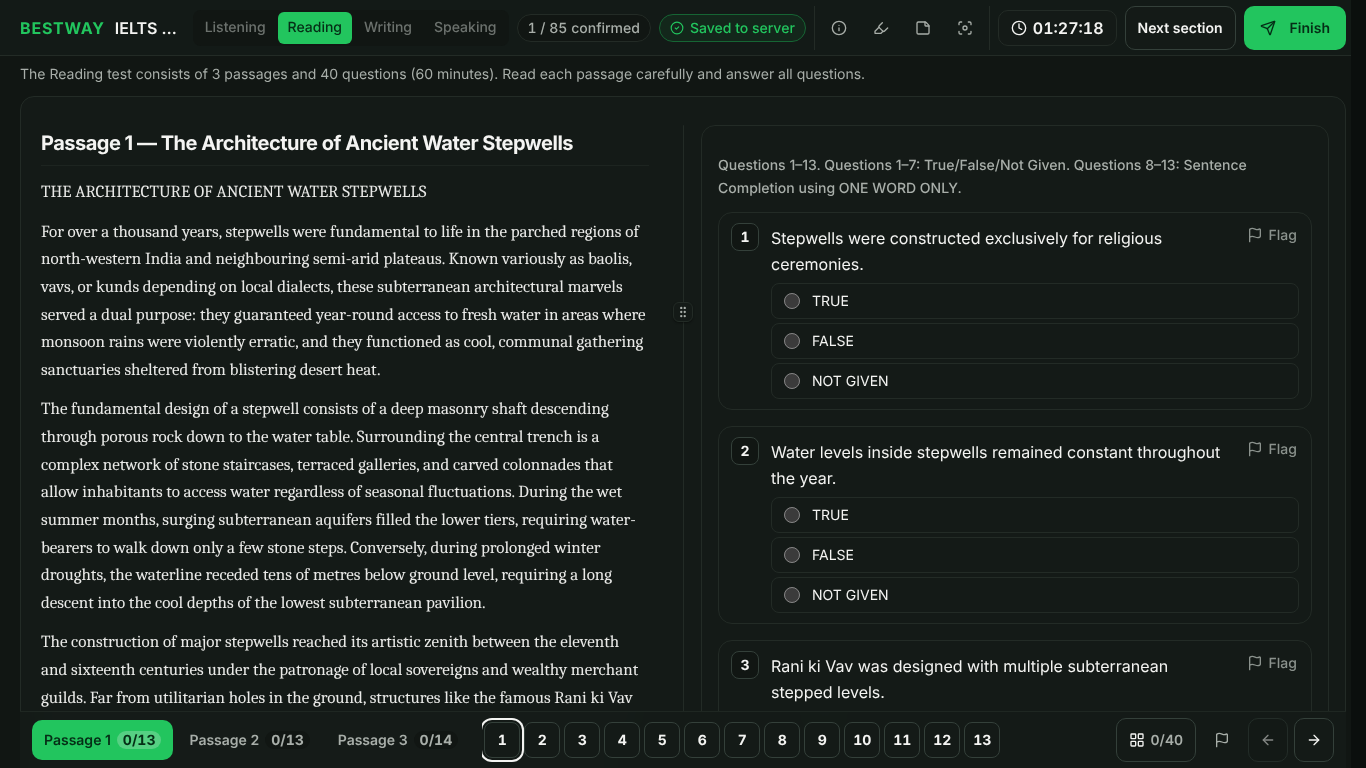 BESTWAY IELTS ...
Listening
Reading
Writing
Speaking
1 / 85 confirmed
Saved to server
01:27:18
Next section
Finish
The Reading test consists of 3 passages and 40 questions (60 minutes). Read each passage carefully and answer all questions.
Passage 1 — The Architecture of Ancient Water Stepwells
THE ARCHITECTURE OF ANCIENT WATER STEPWELLS
For over a thousand years, stepwells were fundamental to life in the parched regions of
north-western India and neighbouring semi-arid plateaus. Known variously as baolis,
vavs, or kunds depending on local dialects, these subterranean architectural marvels
served a dual purpose: they guaranteed year-round access to fresh water in areas where
monsoon rains were violently erratic, and they functioned as cool, communal gathering
sanctuaries sheltered from blistering desert heat.
The fundamental design of a stepwell consists of a deep masonry shaft descending
through porous rock down to the water table. Surrounding the central trench is a
complex network of stone staircases, terraced galleries, and carved colonnades that
allow inhabitants to access water regardless of seasonal fluctuations. During the wet
summer months, surging subterranean aquifers filled the lower tiers, requiring water-
bearers to walk down only a few stone steps. Conversely, during prolonged winter
droughts, the waterline receded tens of metres below ground level, requiring a long
descent into the cool depths of the lowest subterranean pavilion.
The construction of major stepwells reached its artistic zenith between the eleventh
and sixteenth centuries under the patronage of local sovereigns and wealthy merchant
guilds. Far from utilitarian holes in the ground, structures like the famous Rani ki Vav
Questions 1–13. Questions 1–7: True/False/Not Given. Questions 8–13: Sentence
Completion using ONE WORD ONLY.
1 Stepwells were constructed exclusively for religious
ceremonies.
Flag
TRUE
FALSE
NOT GIVEN
2 Water levels inside stepwells remained constant throughout
the year.
Flag
TRUE
FALSE
NOT GIVEN
3 Rani ki Vav was designed with multiple subterranean
stepped levels.
Flag
Passage 1 0/13
Passage 2 0/13
Passage 3 0/14
1 2 3 4 5 6 7 8 9 10 11 12 13
0/40